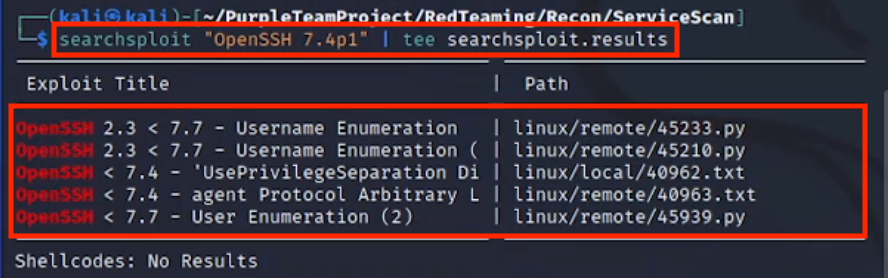 (kali㉿kali)-[~/PurpleTeamProject/RedTeaming/Recon/ServiceScan]
$ searchsploit "OpenSSH 7.4p1" | tee searchsploit.results
Exploit Title | Path
OpenSSH 2.3 < 7.7 - Username Enumeration | linux/remote/45233.py
OpenSSH 2.3 < 7.7 - Username Enumeration ( | linux/remote/45210.py
OpenSSH < 7.4 - 'UsePrivilegeSeparation Di | linux/local/40962.txt
OpenSSH < 7.4 - agent Protocol Arbitrary L | linux/remote/40963.txt
OpenSSH < 7.7 - User Enumeration (2) | linux/remote/45939.py
Shellcodes: No Results